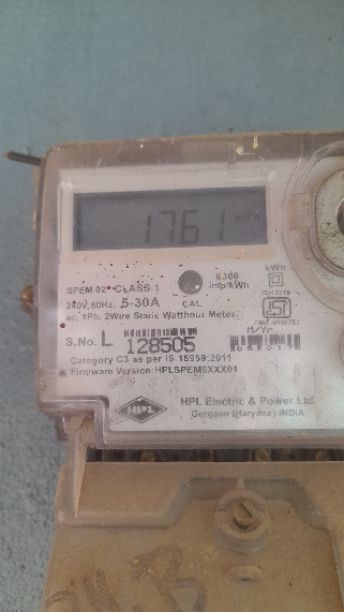 1761
6400 imp/kWh
kWh
SPEM 02 CLASS-1
240V, 50Hz, 5-30A
CAL
ac, 1Ph, 2Wire Static Watthour Meter
M/Yr
S.No. L 128505
Category C3 as per IS 15959:2011
Firmware Version: HPLSPEM5XXX01
HPL
HPL Electric & Power Ltd
Gurgaon (Haryana) INDIA